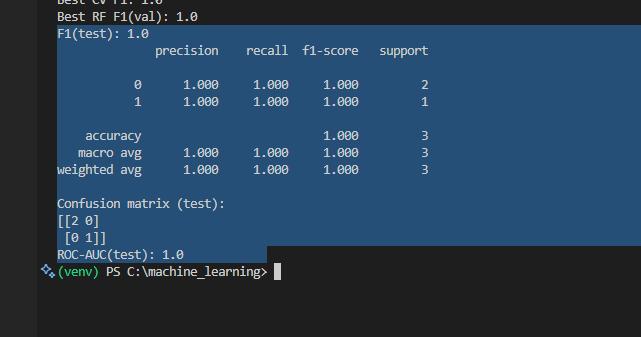 Best CV F1: 1.0
Best RF F1(val): 1.0
F1(test): 1.0
precision recall f1-score support
0 1.000 1.000 1.000 2
1 1.000 1.000 1.000 1
accuracy 1.000 3
macro avg 1.000 1.000 1.000 3
weighted avg 1.000 1.000 1.000 3
Confusion matrix (test):
[[2 0]
[0 1]]
ROC-AUC(test): 1.0
(venv) PS C:\machine_learning>